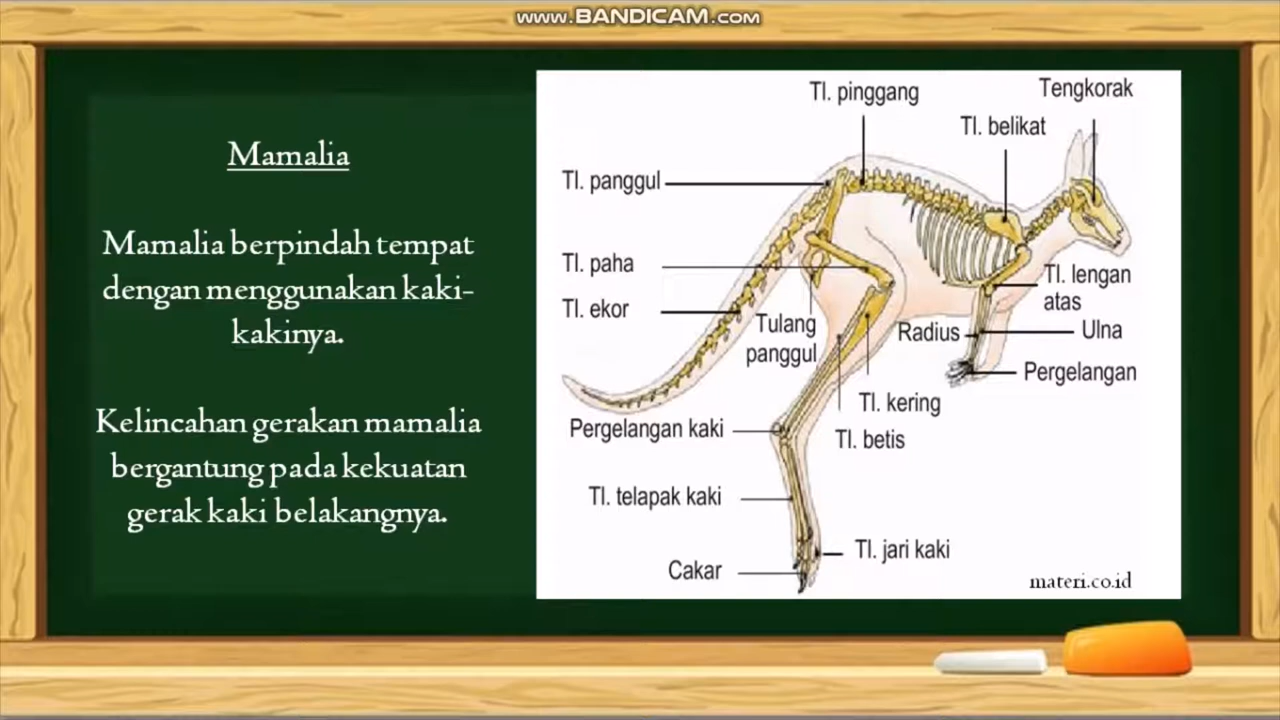 www.BANDICAM.com
Mamalia
Mamalia berpindah tempat
dengan menggunakan kaki-
kakinya.
Kelincahan gerakan mamalia
bergantung pada kekuatan
gerak kaki belakangnya.
Tl. pinggang
Tengkorak
Tl. belikat
Tl. panggul
Tl. paha
Tl. lengan
atas
Tl. ekor
Tulang
panggul
Radius
Ulna
Pergelangan
Tl. kering
Pergelangan kaki
Tl. betis
Tl. telapak kaki
Tl. jari kaki
Cakar
materi.co.id